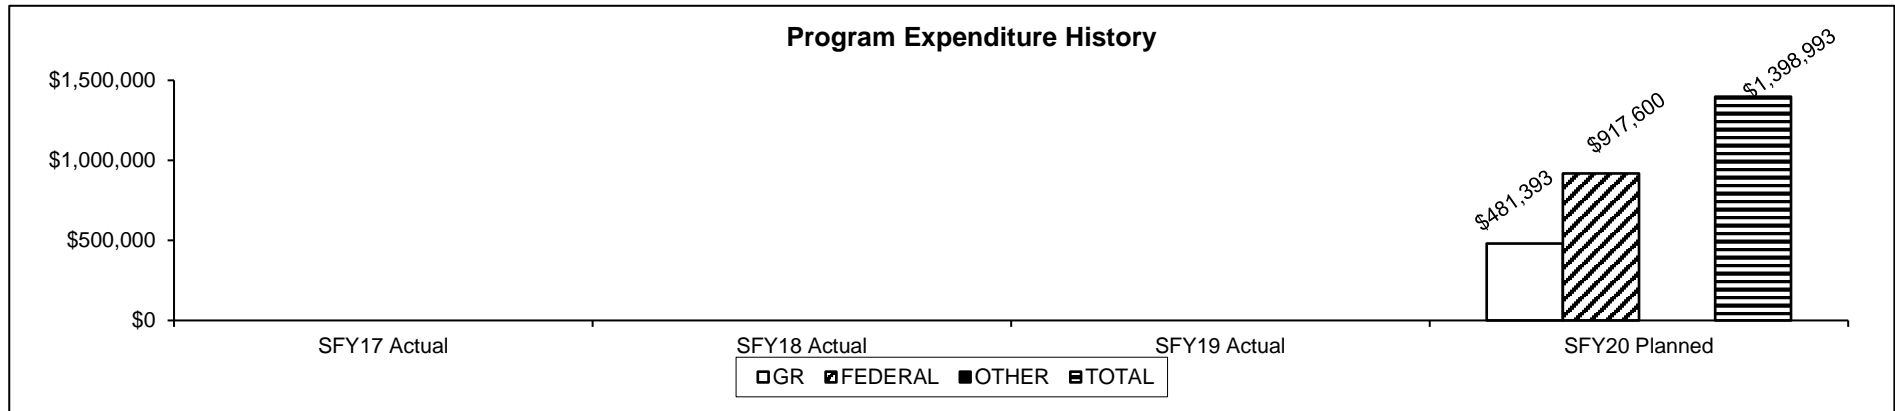 Program Expenditure History
$1,500,000
$1,000,000
$500,000
$0
$481,393
$917,600
$1,398,993
SFY17 Actual
SFY18 Actual
SFY19 Actual
SFY20 Planned
GR FEDERAL OTHER TOTAL